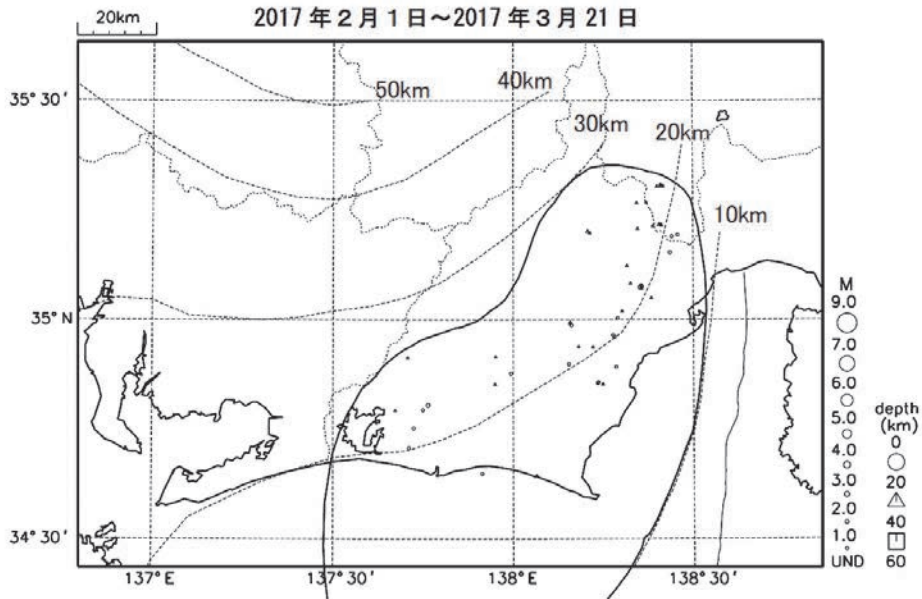 2017年2月1日～2017年3月21日
20km
50km
40km
30km
20km
10km
35° 30′
35° N
34° 30′
137° E
137° 30′
138° E
138° 30′
M
9.0
7.0
6.0
5.0
4.0
3.0
2.0
1.0
UND
depth
(km)
0
20
40
60